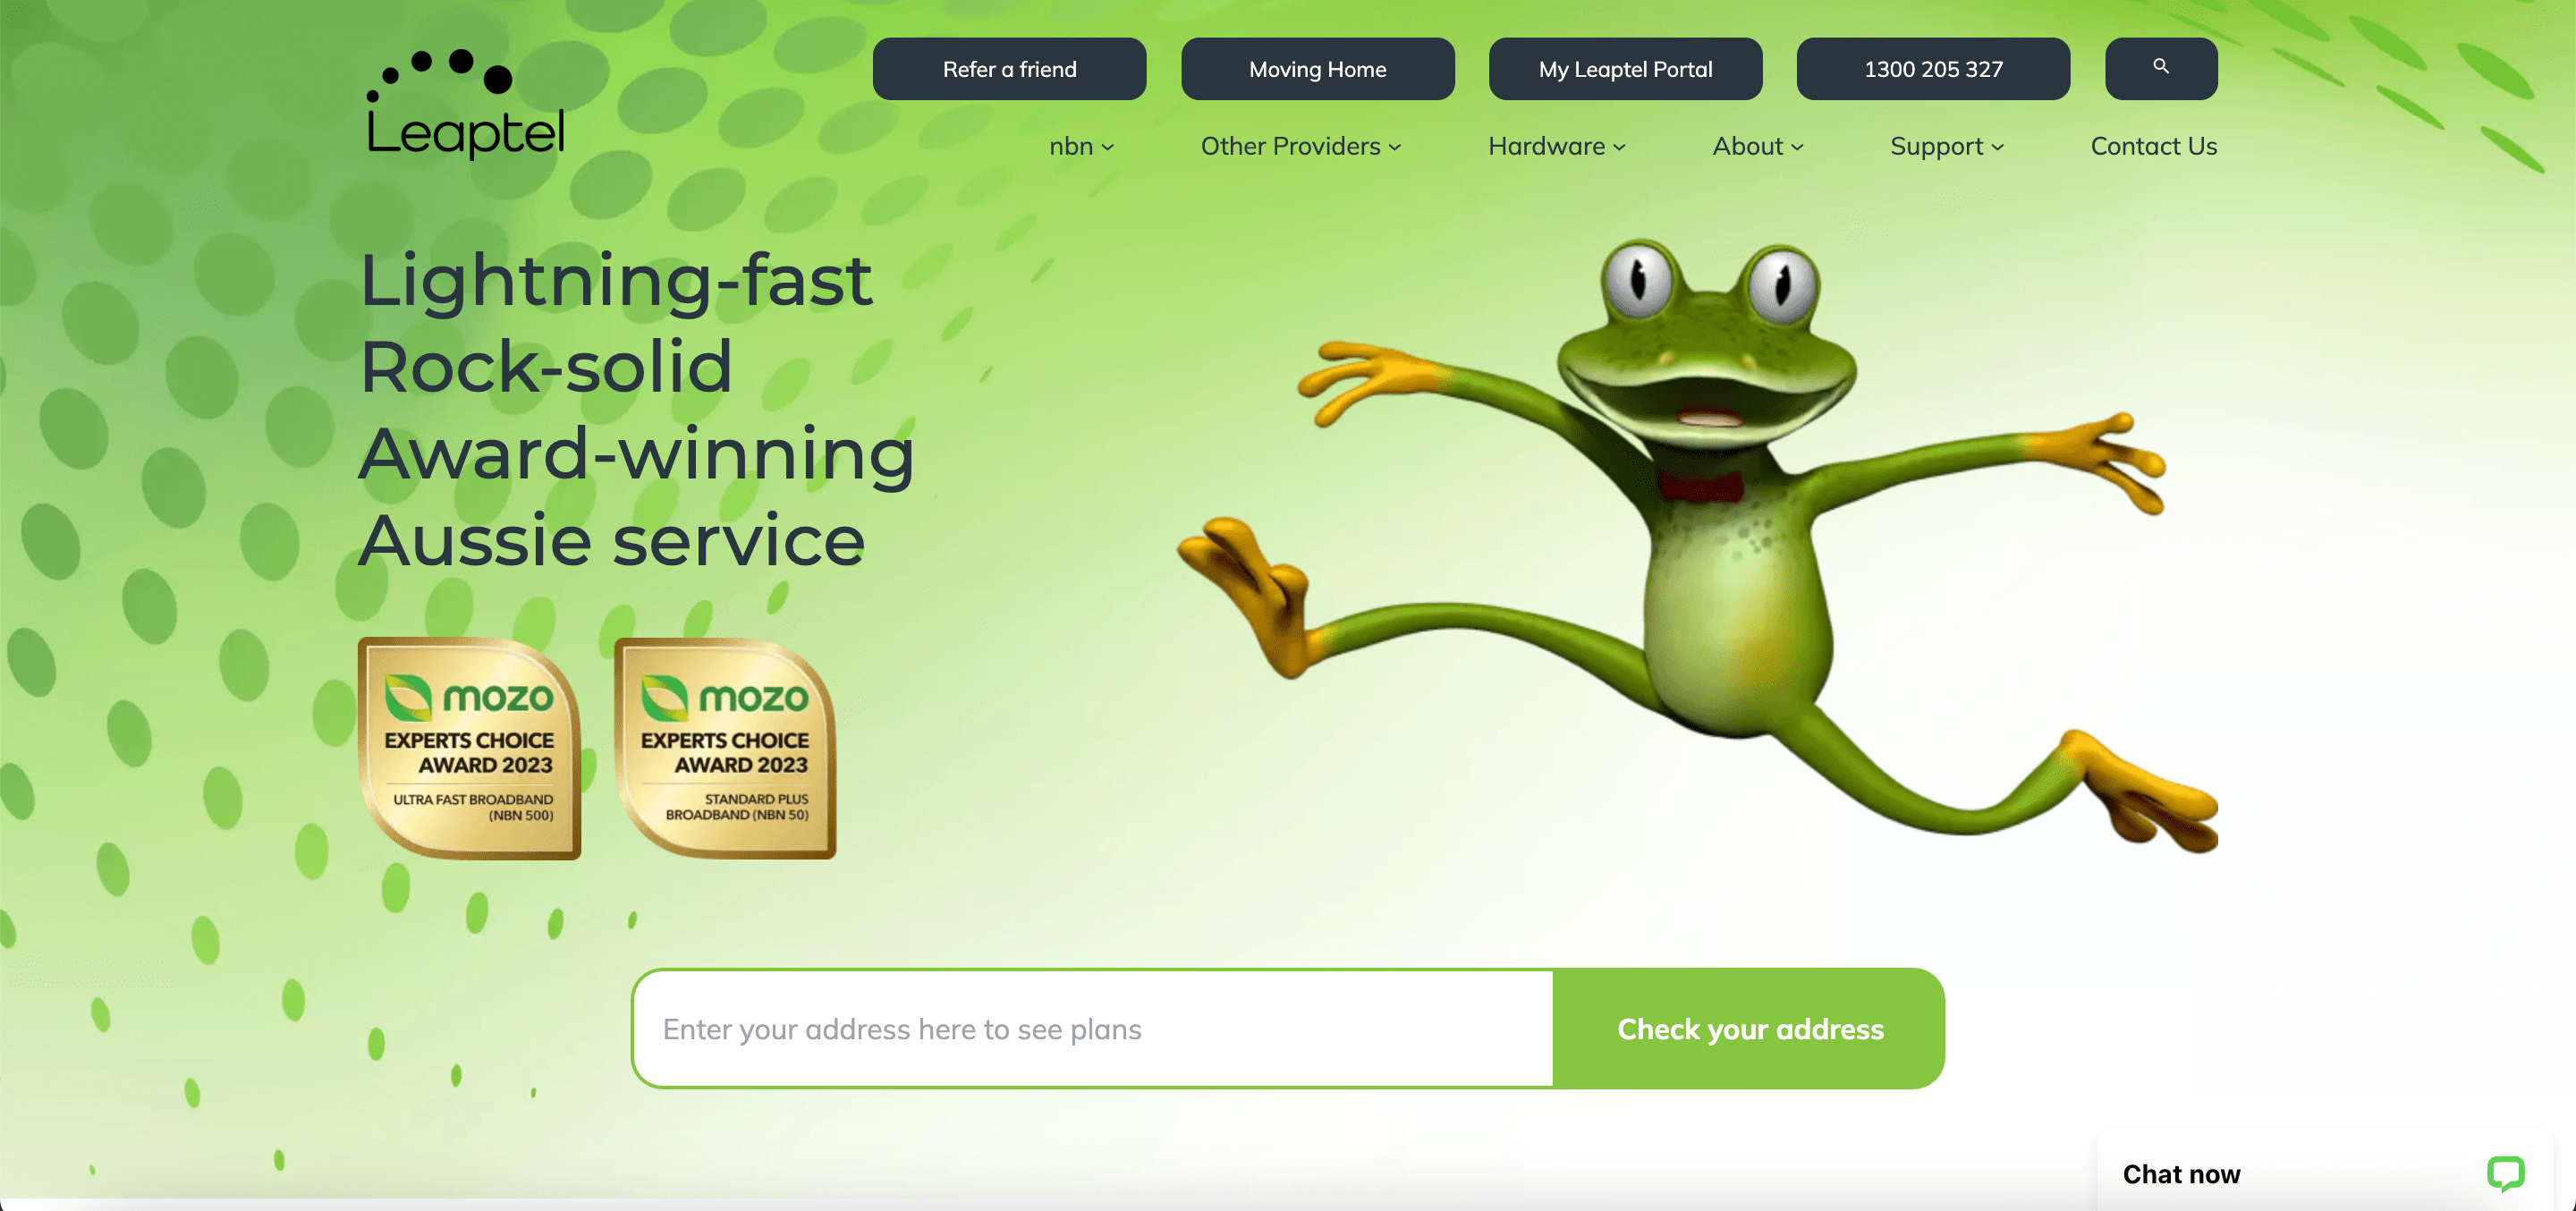 Leaptel
Refer a friend
Moving Home
My Leaptel Portal
1300 205 327
nbn
Other Providers
Hardware
About
Support
Contact Us
Lightning-fast
Rock-solid
Award-winning
Aussie service
mozo
EXPERTS CHOICE
AWARD 2023
ULTRA FAST BROADBAND
(NBN 500)
mozo
EXPERTS CHOICE
AWARD 2023
STANDARD PLUS
BROADBAND (NBN 50)
Enter your address here to see plans
Check your address
Chat now